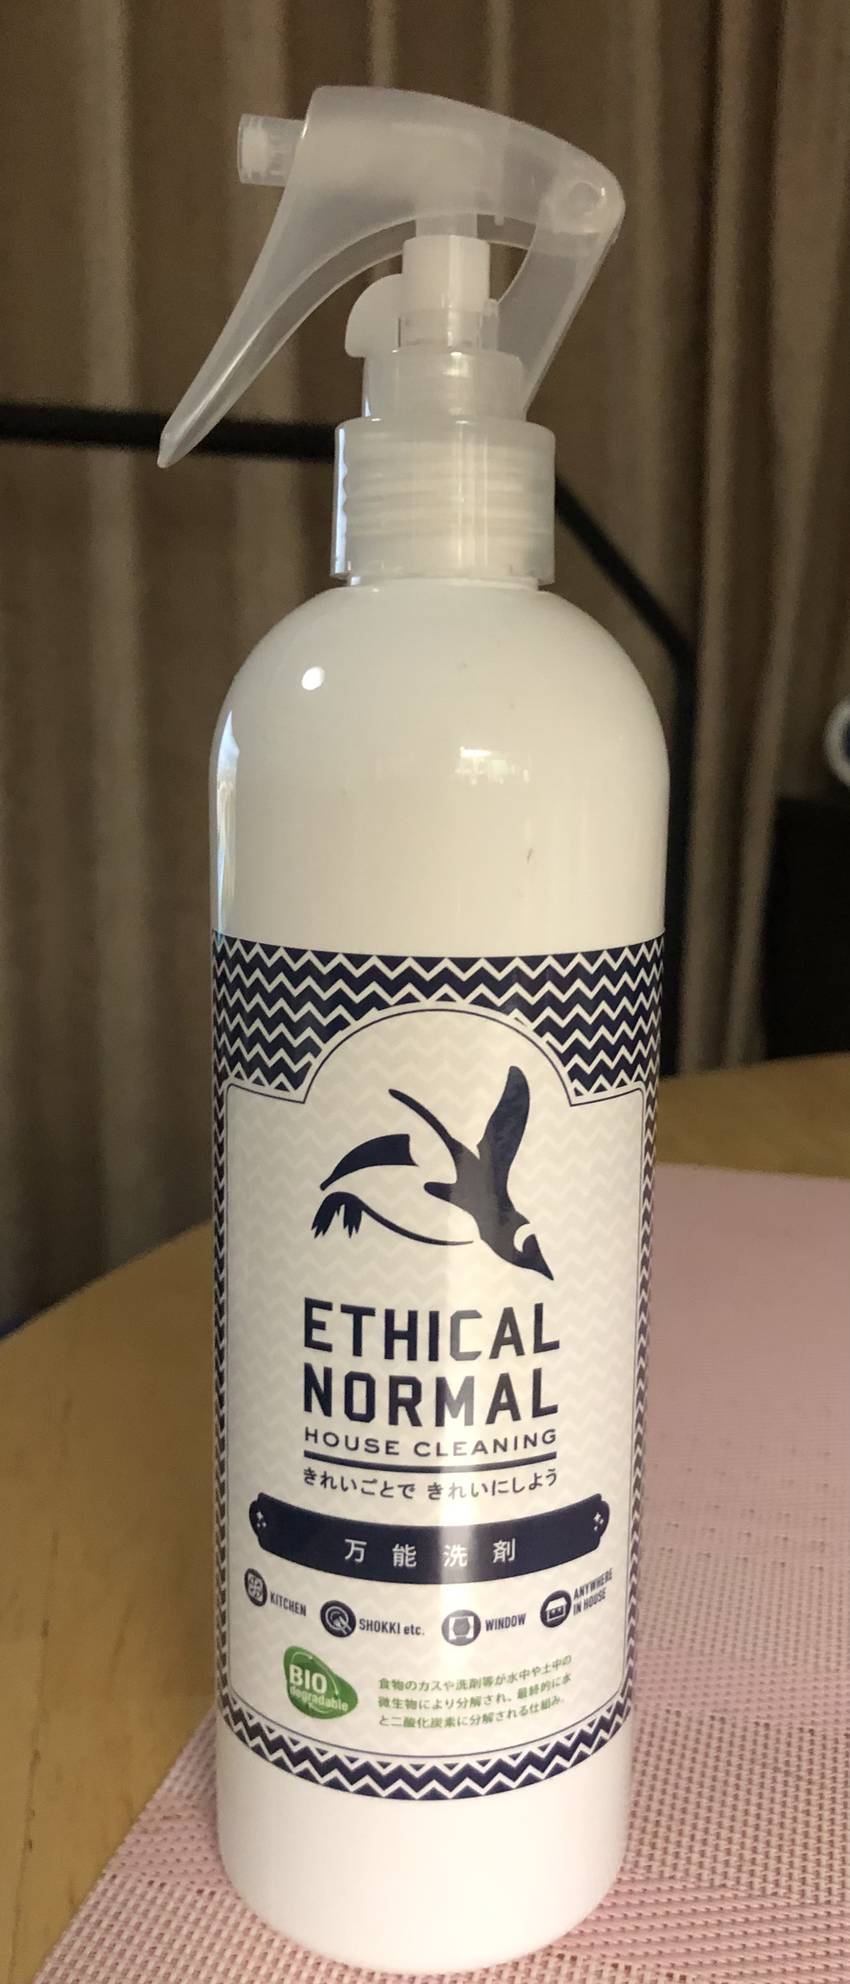 ETHICAL
NORMAL
HOUSE CLEANING
きれいごとで きれいにしよう
万能洗剤
KITCHEN
SHOKKI etc.
WINDOW
ANYWHERE
IN HOUSE
BIO
degradable
食物のカスや洗剤等が水中や土中の
微生物により分解され、最終的に水
と二酸化炭素に分解される仕組み。